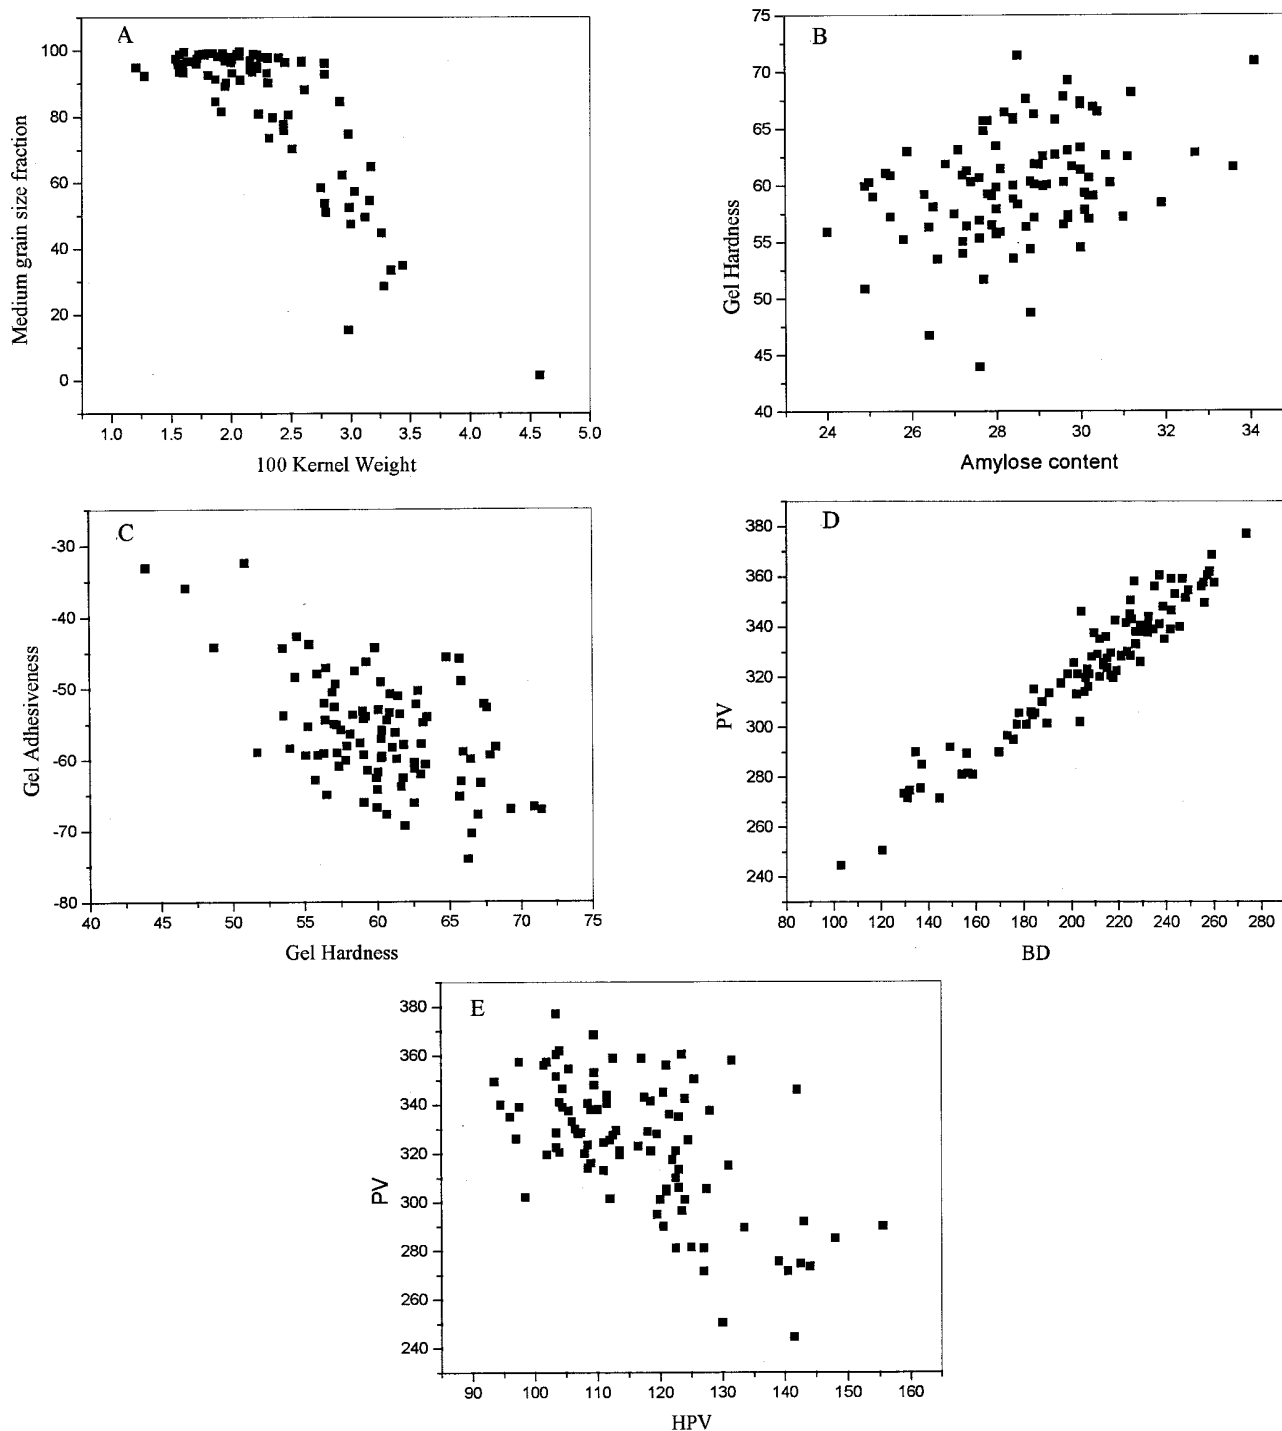 A
100
80
60
40
20
0
Medium grain size fraction
1.0 1.5 2.0 2.5 3.0 3.5 4.0 4.5 5.0
100 Kernel Weight
B
75
70
65
60
55
50
45
40
Gel Hardness
24 26 28 30 32 34
Amylose content
C
-30
-40
-50
-60
-70
-80
Gel Adhesiveness
40 45 50 55 60 65 70 75
Gel Hardness
D
380
360
340
320
300
280
260
240
PV
80 100 120 140 160 180 200 220 240 260 280
BD
E
380
360
340
320
300
280
260
240
PV
90 100 110 120 130 140 150 160
HPV